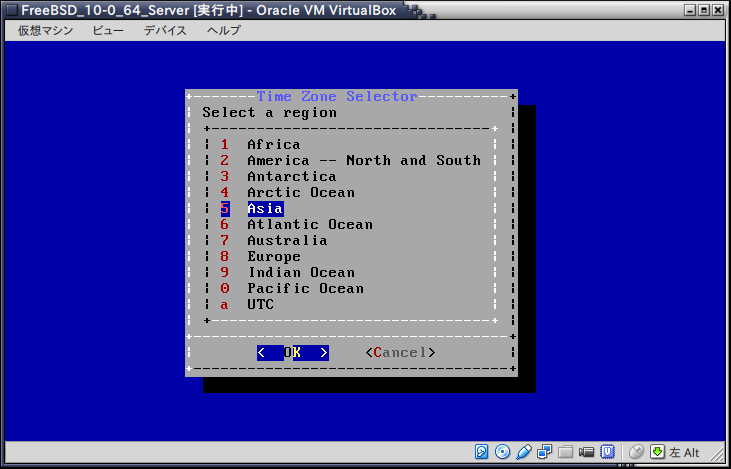 FreeBSD_10-0_64_Server [実行中] - Oracle VM VirtualBox
仮想マシン ビュー デバイス ヘルプ
Time Zone Selector
Select a region
1 Africa
2 America -- North and South
3 Antarctica
4 Arctic Ocean
5 Asia
6 Atlantic Ocean
7 Australia
8 Europe
9 Indian Ocean
0 Pacific Ocean
a UTC
< OK > <Cancel>
左 Alt